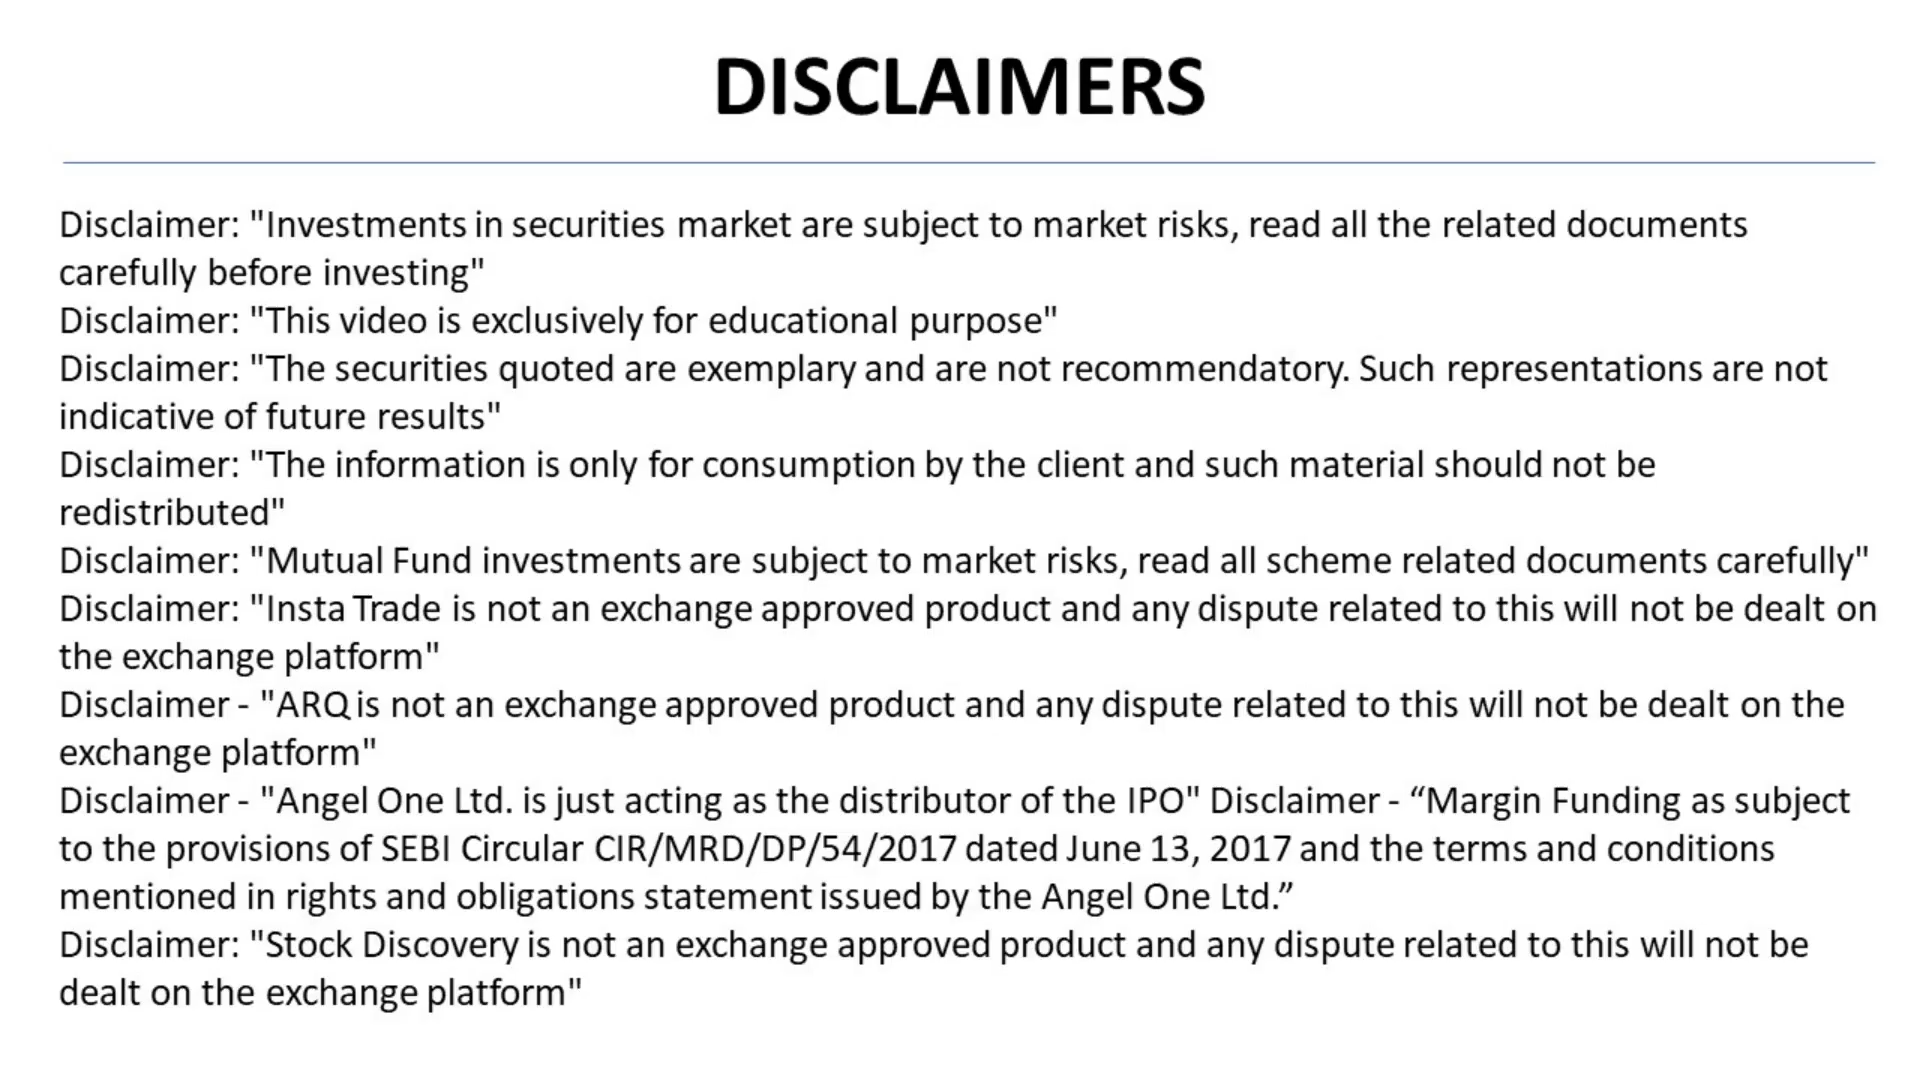 DISCLAIMERS
Disclaimer: "Investments in securities market are subject to market risks, read all the related documents
carefully before investing"
Disclaimer: "This video is exclusively for educational purpose"
Disclaimer: "The securities quoted are exemplary and are not recommendatory. Such representations are not
indicative of future results"
Disclaimer: "The information is only for consumption by the client and such material should not be
redistributed"
Disclaimer: "Mutual Fund investments are subject to market risks, read all scheme related documents carefully"
Disclaimer: "Insta Trade is not an exchange approved product and any dispute related to this will not be dealt on
the exchange platform"
Disclaimer - "ARQ is not an exchange approved product and any dispute related to this will not be dealt on the
exchange platform"
Disclaimer - "Angel One Ltd. is just acting as the distributor of the IPO" Disclaimer - “Margin Funding as subject
to the provisions of SEBI Circular CIR/MRD/DP/54/2017 dated June 13, 2017 and the terms and conditions
mentioned in rights and obligations statement issued by the Angel One Ltd.”
Disclaimer: "Stock Discovery is not an exchange approved product and any dispute related to this will not be
dealt on the exchange platform"